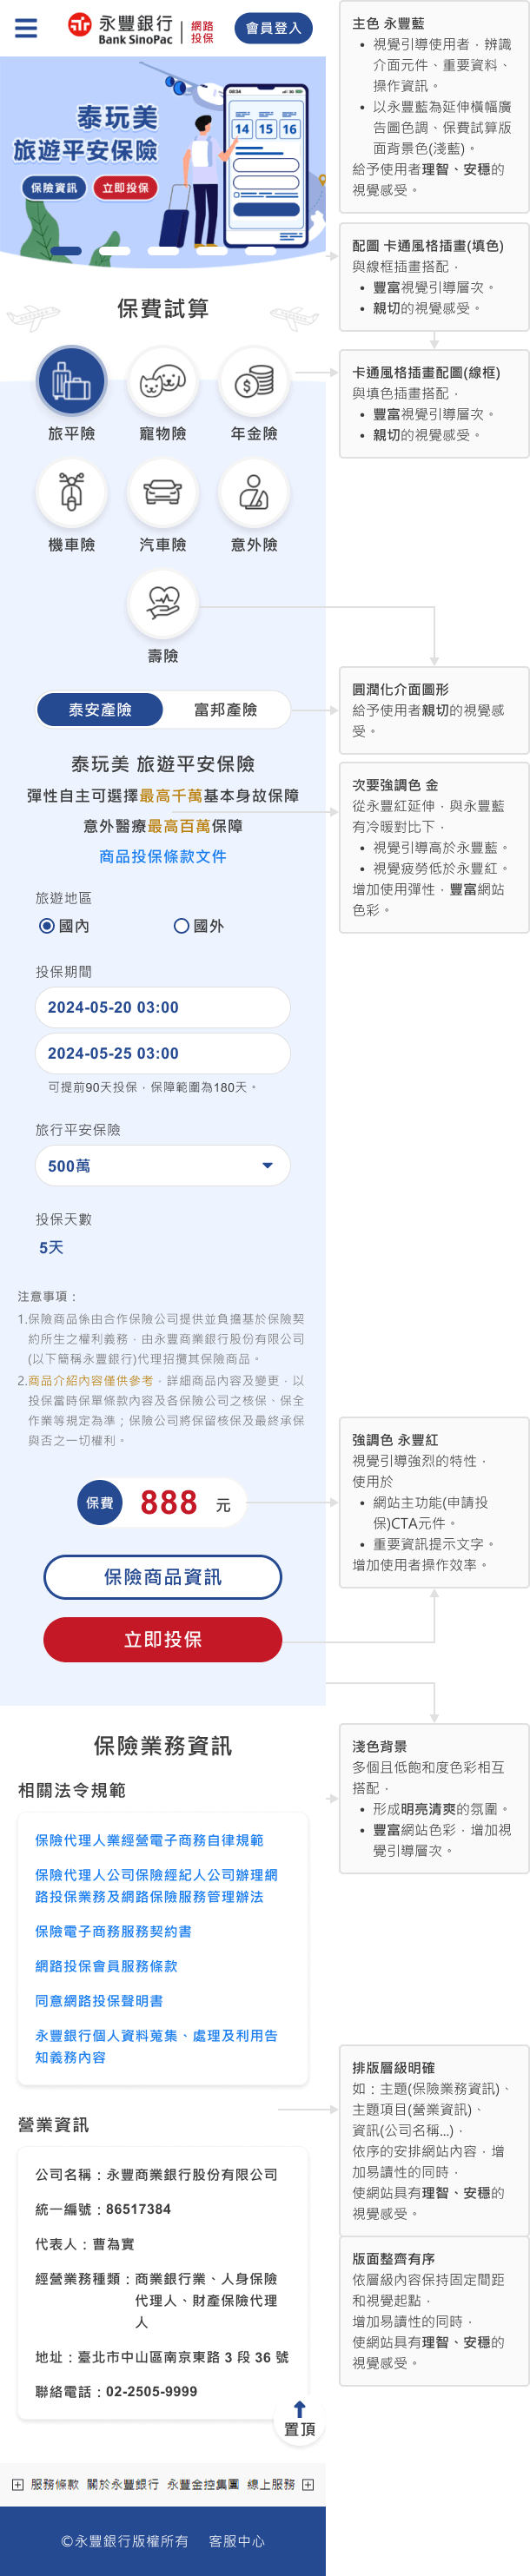 永豐銀行 網路
Bank SinoPac 投保
會員登入
泰玩美
旅遊平安保險
保險資訊 立即投保
14 15 16
保費試算
旅平險 寵物險 年金險
機車險 汽車險 意外險
壽險
泰安產險 富邦產險
泰玩美 旅遊平安保險
彈性自主可選擇最高千萬基本身故保障
意外醫療最高百萬保障
商品投保條款文件
旅遊地區
國內 國外
投保期間
2024-05-20 03:00
2024-05-25 03:00
可提前90天投保，保障範圍為180天。
旅行平安保險
500萬
投保天數
5天
注意事項：
1.保險商品係由合作保險公司提供並負擔基於保險契
約所生之權利義務，由永豐商業銀行股份有限公司
(以下簡稱永豐銀行)代理招攬其保險商品。
2.商品介紹內容僅供參考，詳細商品內容及變更，以
投保當時保單條款內容及各保險公司之核保、保全
作業等規定為準；保險公司將保留核保及最終承保
與否之一切權利。
保費 888 元
保險商品資訊
立即投保
保險業務資訊
相關法令規範
保險代理人業經營電子商務自律規範
保險代理人公司保險經紀人公司辦理網
路投保業務及網路保險服務管理辦法
保險電子商務服務契約書
網路投保會員服務條款
同意網路投保聲明書
永豐銀行個人資料蒐集、處理及利用告
知義務內容
營業資訊
公司名稱：永豐商業銀行股份有限公司
統一編號：86517384
代表人：曹為實
經營業務種類：商業銀行業、人身保險
代理人、財產保險代理
人
地址：臺北市中山區南京東路 3 段 36 號
聯絡電話：02-2505-9999
置頂
服務條款 關於永豐銀行 永豐金控集團 線上服務
©永豐銀行版權所有 客服中心
主色 永豐藍
• 視覺引導使用者，辨識
介面元件、重要資料、
操作資訊。
• 以永豐藍為延伸橫幅廣
告圖色調、保費試算版
面背景色(淺藍)。
給予使用者理智、安穩的
視覺感受。
配圖 卡通風格插畫(填色)
與線框插畫搭配，
• 豐富視覺引導層次。
• 親切的視覺感受。
卡通風格插畫配圖(線框)
與填色插畫搭配，
• 豐富視覺引導層次。
• 親切的視覺感受。
圓潤化介面圖形
給予使用者親切的視覺感
受。
次要強調色 金
從永豐紅延伸，與永豐藍
有冷暖對比下，
• 視覺引導高於永豐藍。
• 視覺疲勞低於永豐紅。
增加使用彈性，豐富網站
色彩。
強調色 永豐紅
視覺引導強烈的特性，
使用於
• 網站主功能(申請投
保)CTA元件。
• 重要資訊提示文字。
增加使用者操作效率。
淺色背景
多個且低飽和度色彩相互
搭配，
• 形成明亮清爽的氛圍。
• 豐富網站色彩，增加視
覺引導層次。
排版層級明確
如：主題(保險業務資訊)、
主題項目(營業資訊)、
資訊(公司名稱...)，
依序的安排網站內容，增
加易讀性的同時，
使網站具有理智、安穩的
視覺感受。
版面整齊有序
依層級內容保持固定間距
和視覺起點，
增加易讀性的同時，
使網站具有理智、安穩的
視覺感受。